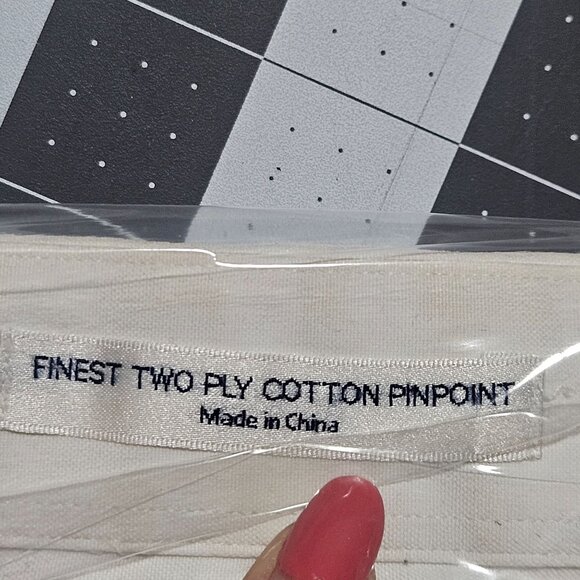 FINEST TWO PLY COTTON PINPOINT
Made in China